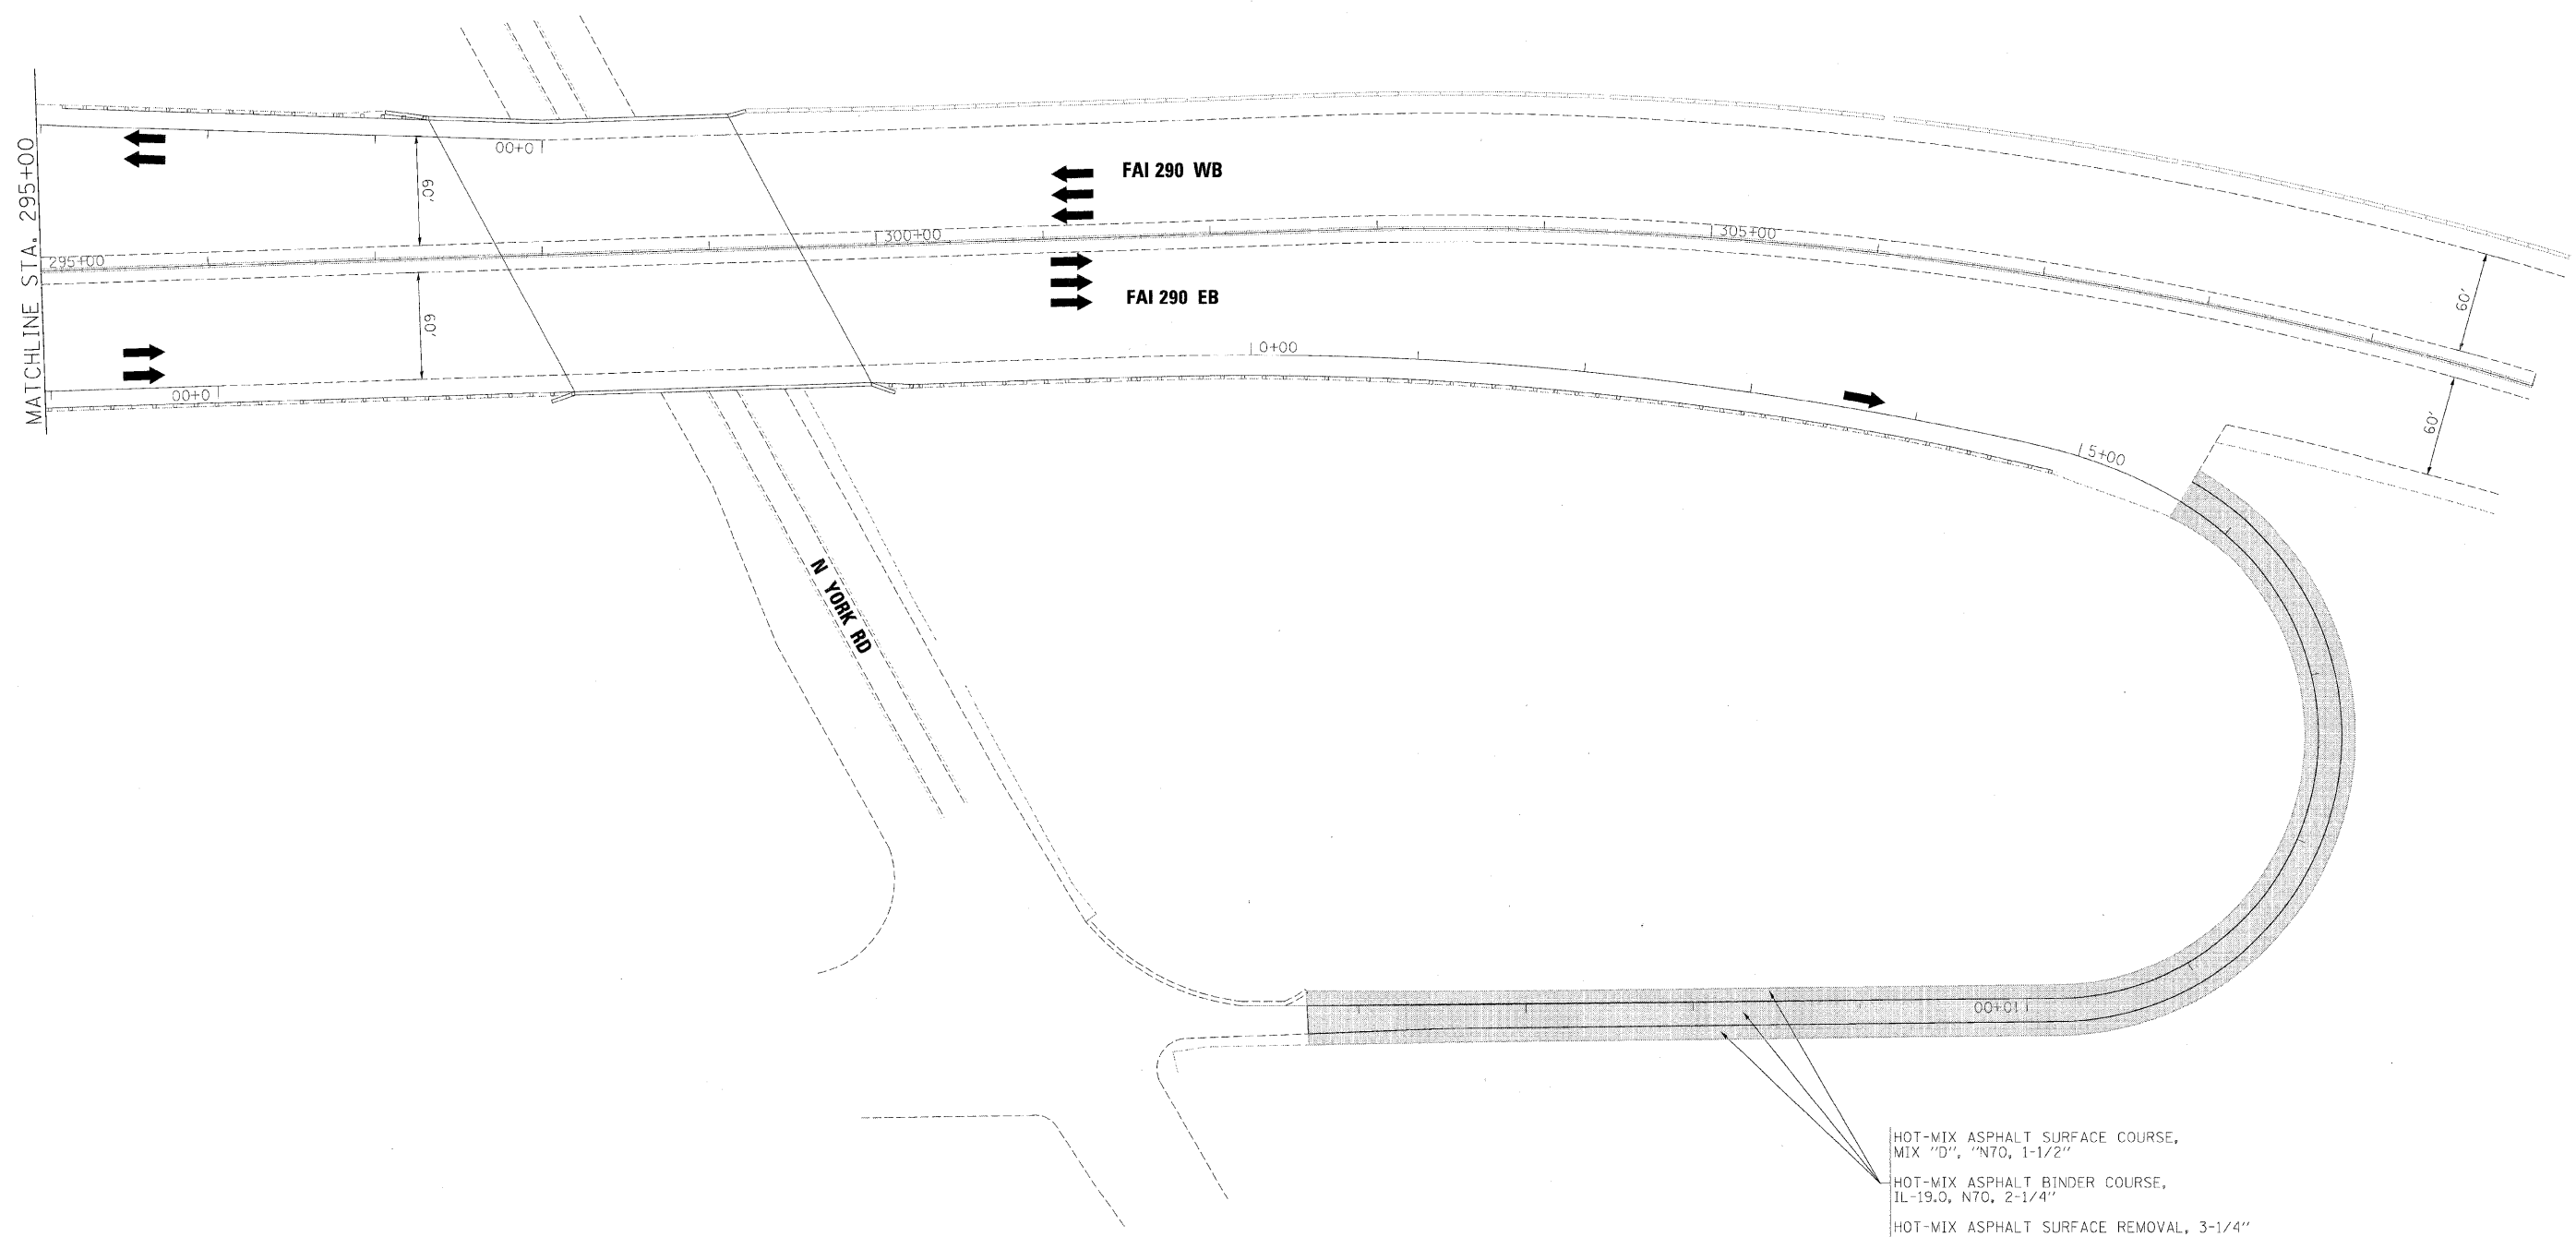 MATCHLINE STA. 295+00
0+00
60'
FAI 290 WB
300+00
305+00
295+00
60'
FAI 290 EB
60'
0+00
0+00
60'
5+00
N YORK RD
10+00
HOT-MIX ASPHALT SURFACE COURSE,
MIX "D", "N70, 1-1/2"
HOT-MIX ASPHALT BINDER COURSE,
IL-19.0, N70, 2-1/4"
HOT-MIX ASPHALT SURFACE REMOVAL, 3-1/4"